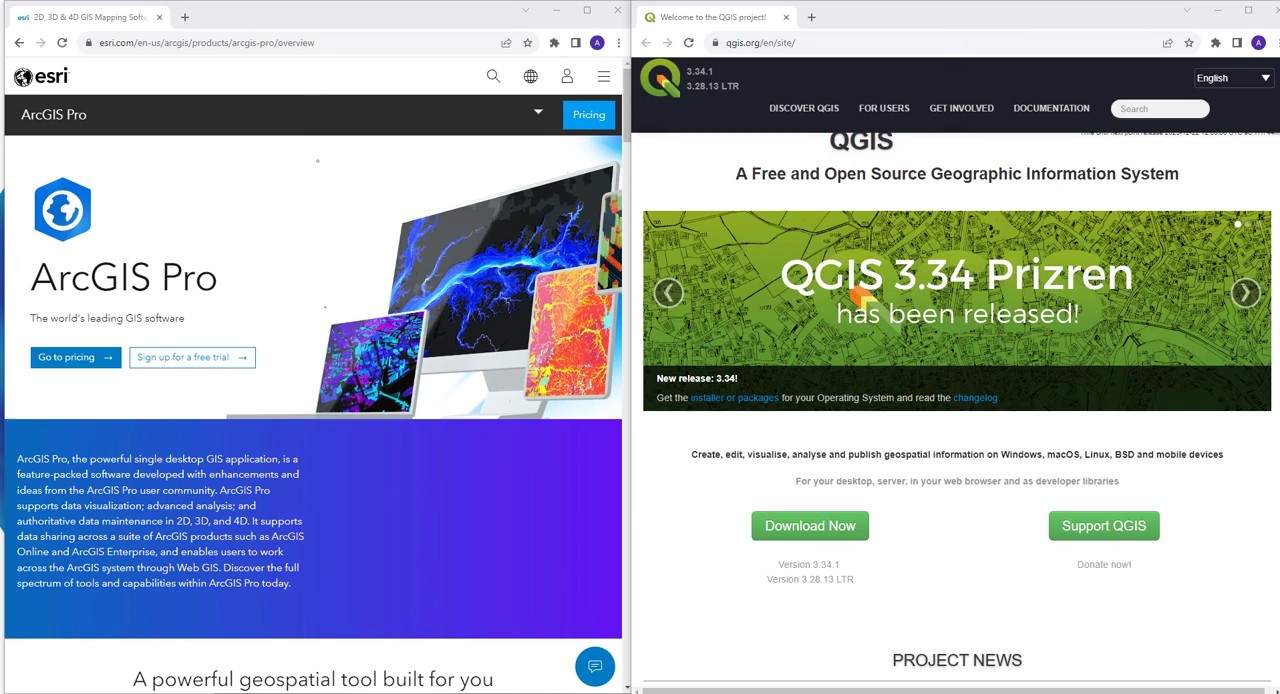 esri 2D, 3D & 4D GIS Mapping Softw
esri.com/en-us/arcgis/products/arcgis-pro/overview
A
esri
ArcGIS Pro
Pricing
ArcGIS Pro
The world's leading GIS software
Go to pricing →
Sign up for a free trial →
ArcGIS Pro, the powerful single desktop GIS application, is a
feature-packed software developed with enhancements and
ideas from the ArcGIS Pro user community. ArcGIS Pro
supports data visualization; advanced analysis; and
authoritative data maintenance in 2D, 3D, and 4D. It supports
data sharing across a suite of ArcGIS products such as ArcGIS
Online and ArcGIS Enterprise, and enables users to work
across the ArcGIS system through Web GIS. Discover the full
spectrum of tools and capabilities within ArcGIS Pro today.
A powerful geospatial tool built for you
Welcome to the QGIS project!
qgis.org/en/site/
A
3.34.1
3.28.13 LTR
English
DISCOVER QGIS
FOR USERS
GET INVOLVED
DOCUMENTATION
Search
QGIS
A Free and Open Source Geographic Information System
QGIS 3.34 Prizren
has been released!
New release: 3.34!
Get the installer or packages for your Operating System and read the changelog
Create, edit, visualise, analyse and publish geospatial information on Windows, macOS, Linux, BSD and mobile devices
For your desktop, server, in your web browser and as developer libraries
Download Now
Support QGIS
Version 3.34.1
Donate now!
Version 3.28.13 LTR
PROJECT NEWS